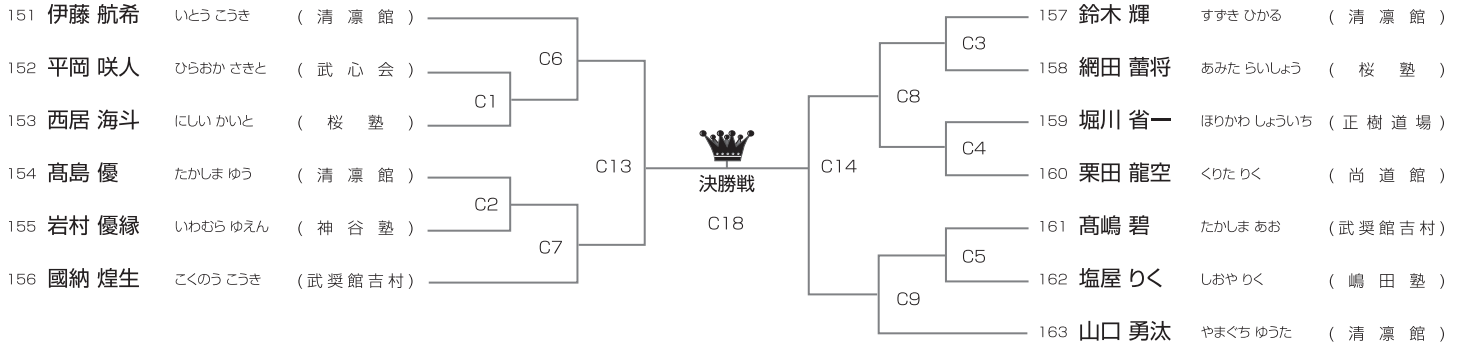 151 伊藤 航希 いとう こうき ( 清 凛 館 )
152 平岡 咲人 ひらおか さきと ( 武 心 会 )
153 西居 海斗 にしい かいと ( 桜 塾 )
154 髙島 優 たかしま ゆう ( 清 凛 館 )
155 岩村 優縁 いわむら ゆえん ( 神 谷 塾 )
156 國納 煌生 こくのう こうき (武奨館吉村)
C6
C1
C2
C7
C13
決勝戦
C18
C14
C3
C8
C4
C5
C9
157 鈴木 輝 すずき ひかる ( 清 凛 館 )
158 網田 蕾将 あみた らいしょう ( 桜 塾 )
159 堀川 省一 ほりかわ しょういち ( 正 樹 道 場 )
160 栗田 龍空 くりた りく ( 尚 道 館 )
161 髙嶋 碧 たかしま あお (武奨館吉村)
162 塩屋 りく しおや りく ( 嶋 田 塾 )
163 山口 勇汰 やまぐち ゆうた ( 清 凛 館 )